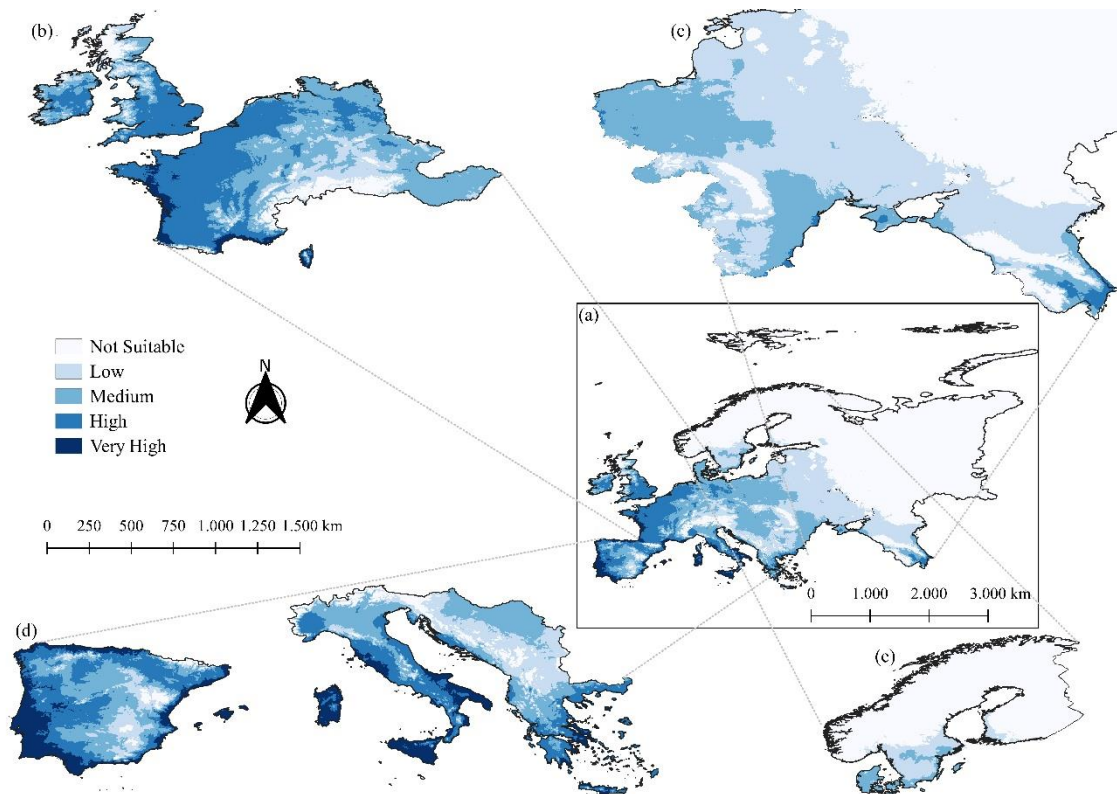 (b)
(c)
(a)
Not Suitable
Low
Medium
High
Very High
N
0 250 500 750 1.000 1.250 1.500 km
0 1.000 2.000 3.000 km
(d)
(e)